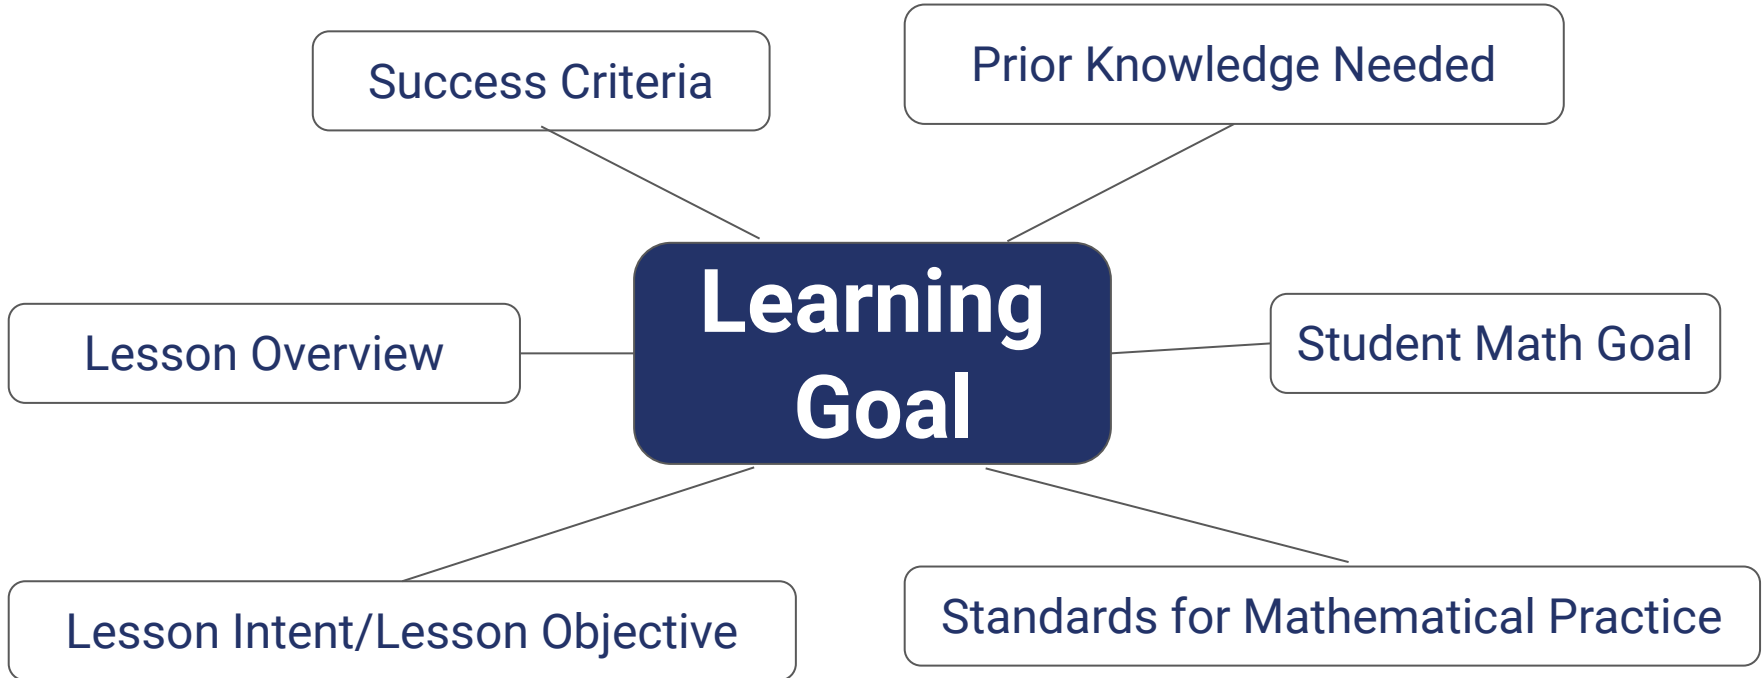 Success Criteria
Prior Knowledge Needed
Learning
Goal
Lesson Overview
Student Math Goal
Lesson Intent/Lesson Objective
Standards for Mathematical Practice